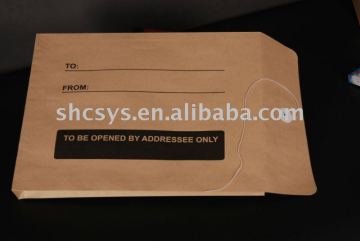 TO:
FROM:
shcsys.en.alibaba.com
TO BE OPENED BY ADDRESSEE ONLY